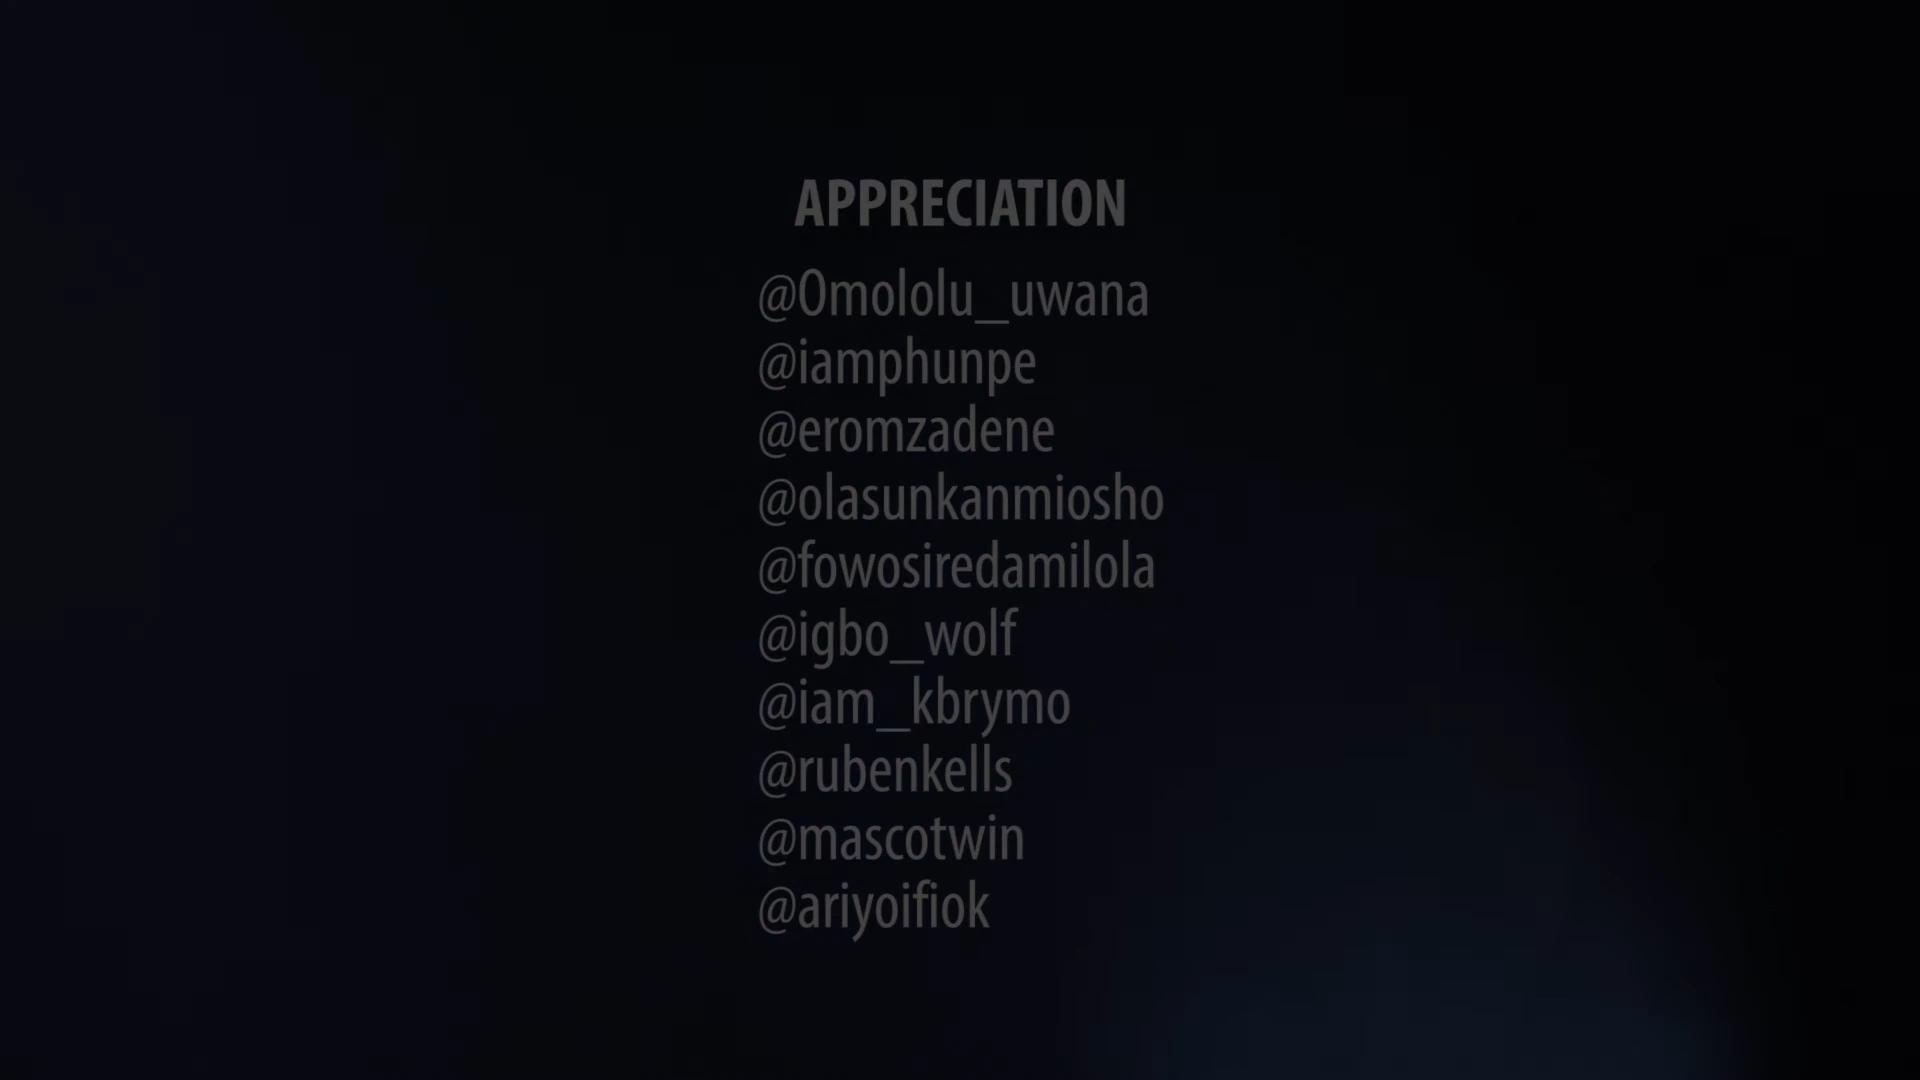 APPRECIATION
@Omololu_uwana
@iamphunpe
@eromzadene
@olasunkanmiosho
@fowosiredamilola
@igbo_wolf
@iam_kbrymo
@rubenkells
@mascotwin
@ariyoifiok